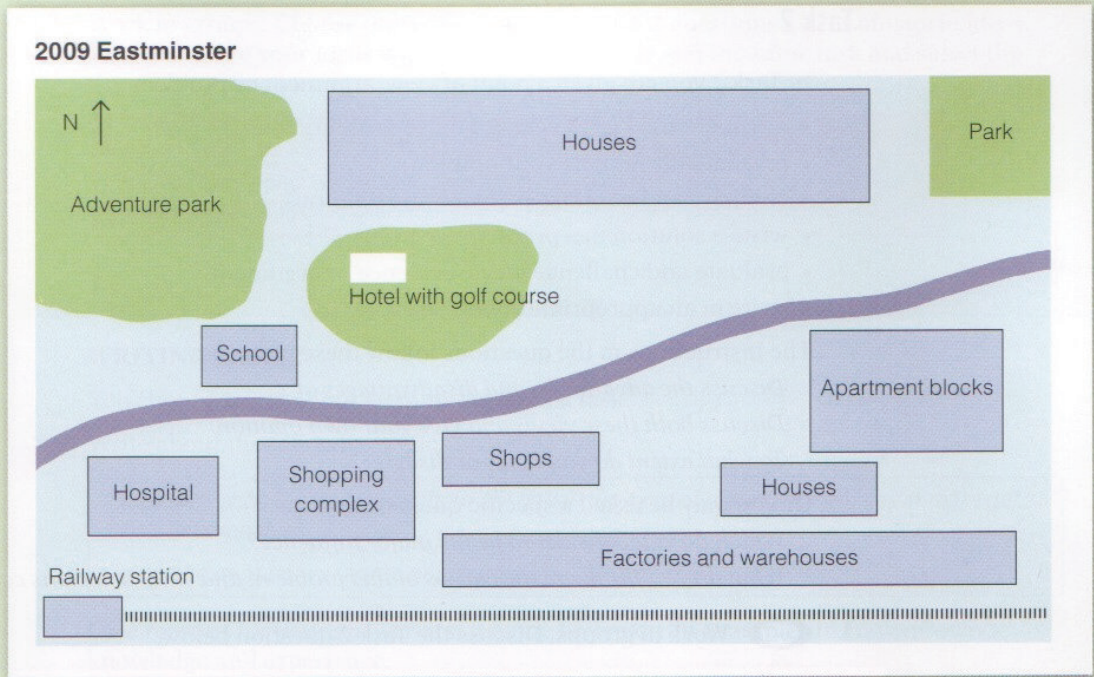 2009 Eastminster
N
Houses
Park
Adventure park
Hotel with golf course
School
Apartment blocks
Shops
Shopping
complex
Hospital
Houses
Factories and warehouses
Railway station